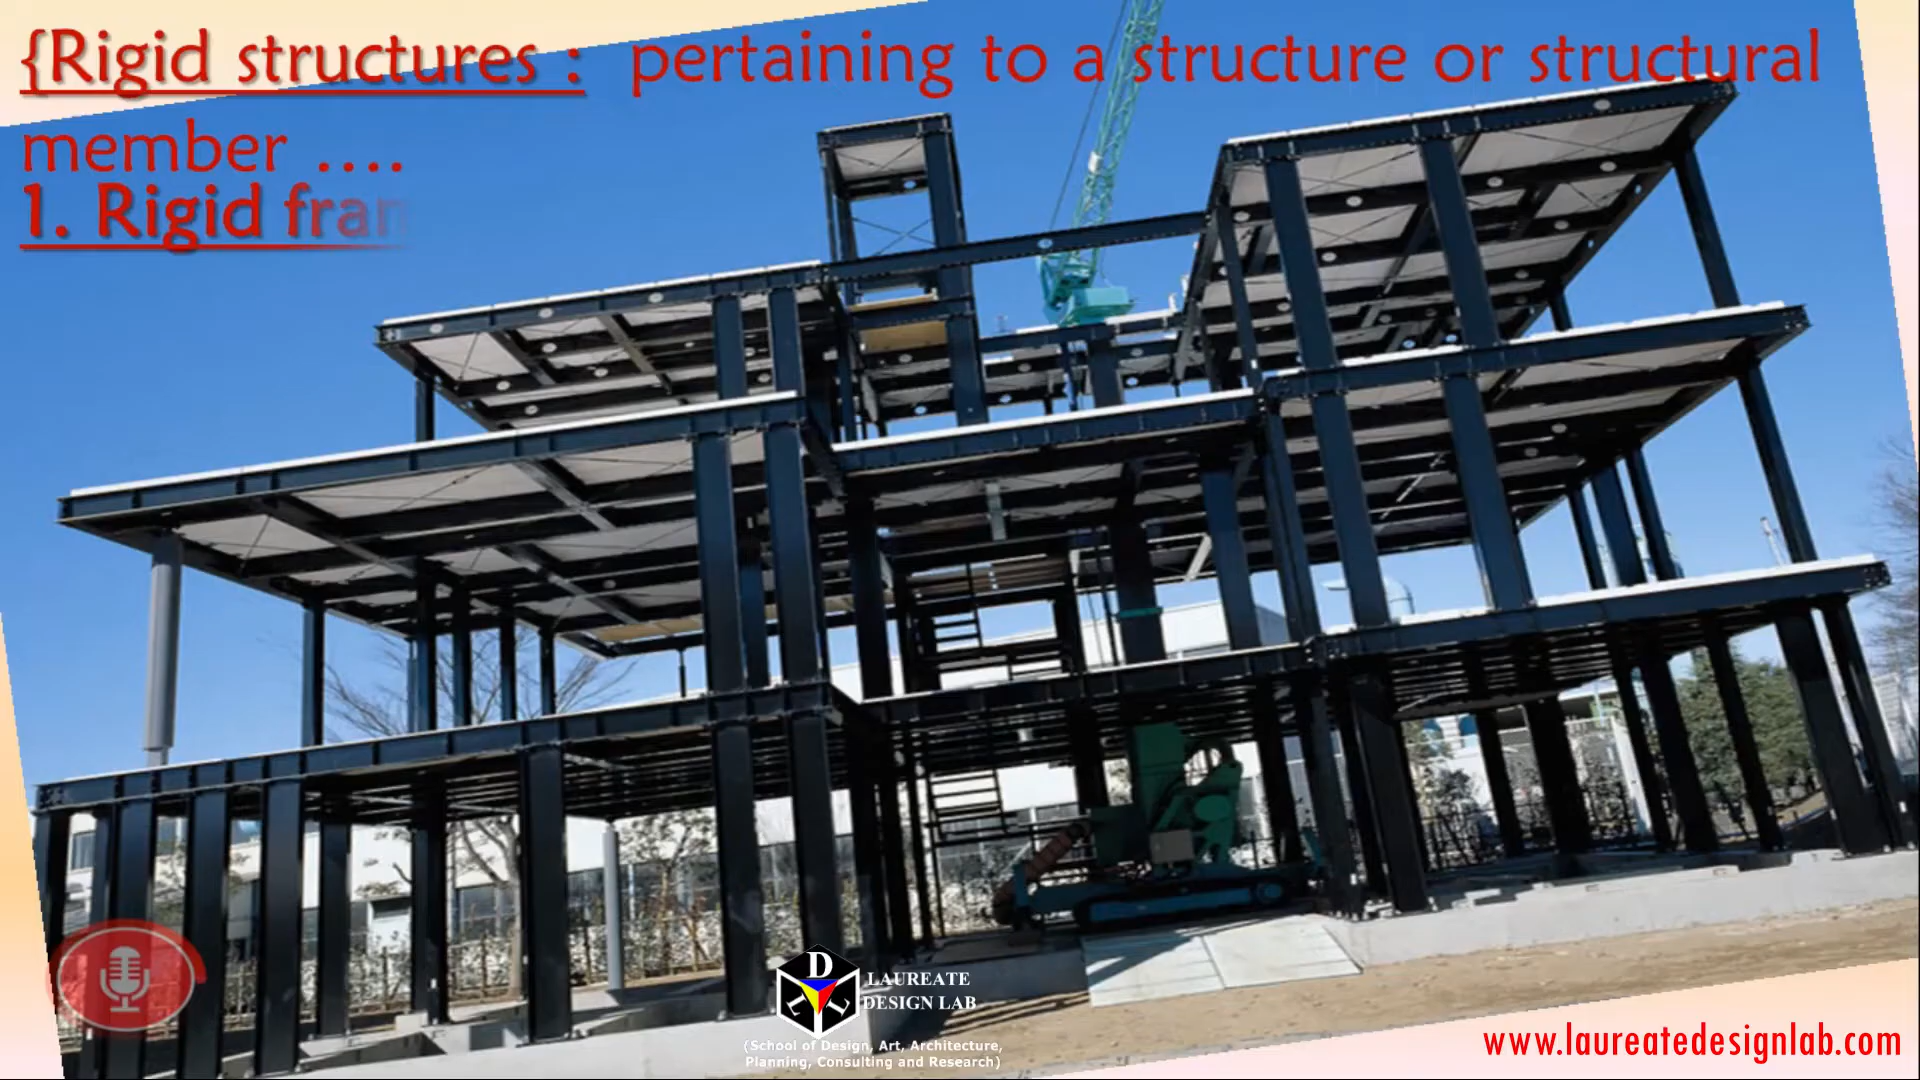 {Rigid structures : pertaining to a structure or structural
member ....
1. Rigid fran
D
L L
LAUREATE
DESIGN LAB
(School of Design, Art, Architecture,
Planning, Consulting and Research)
www.laureatedesignlab.com